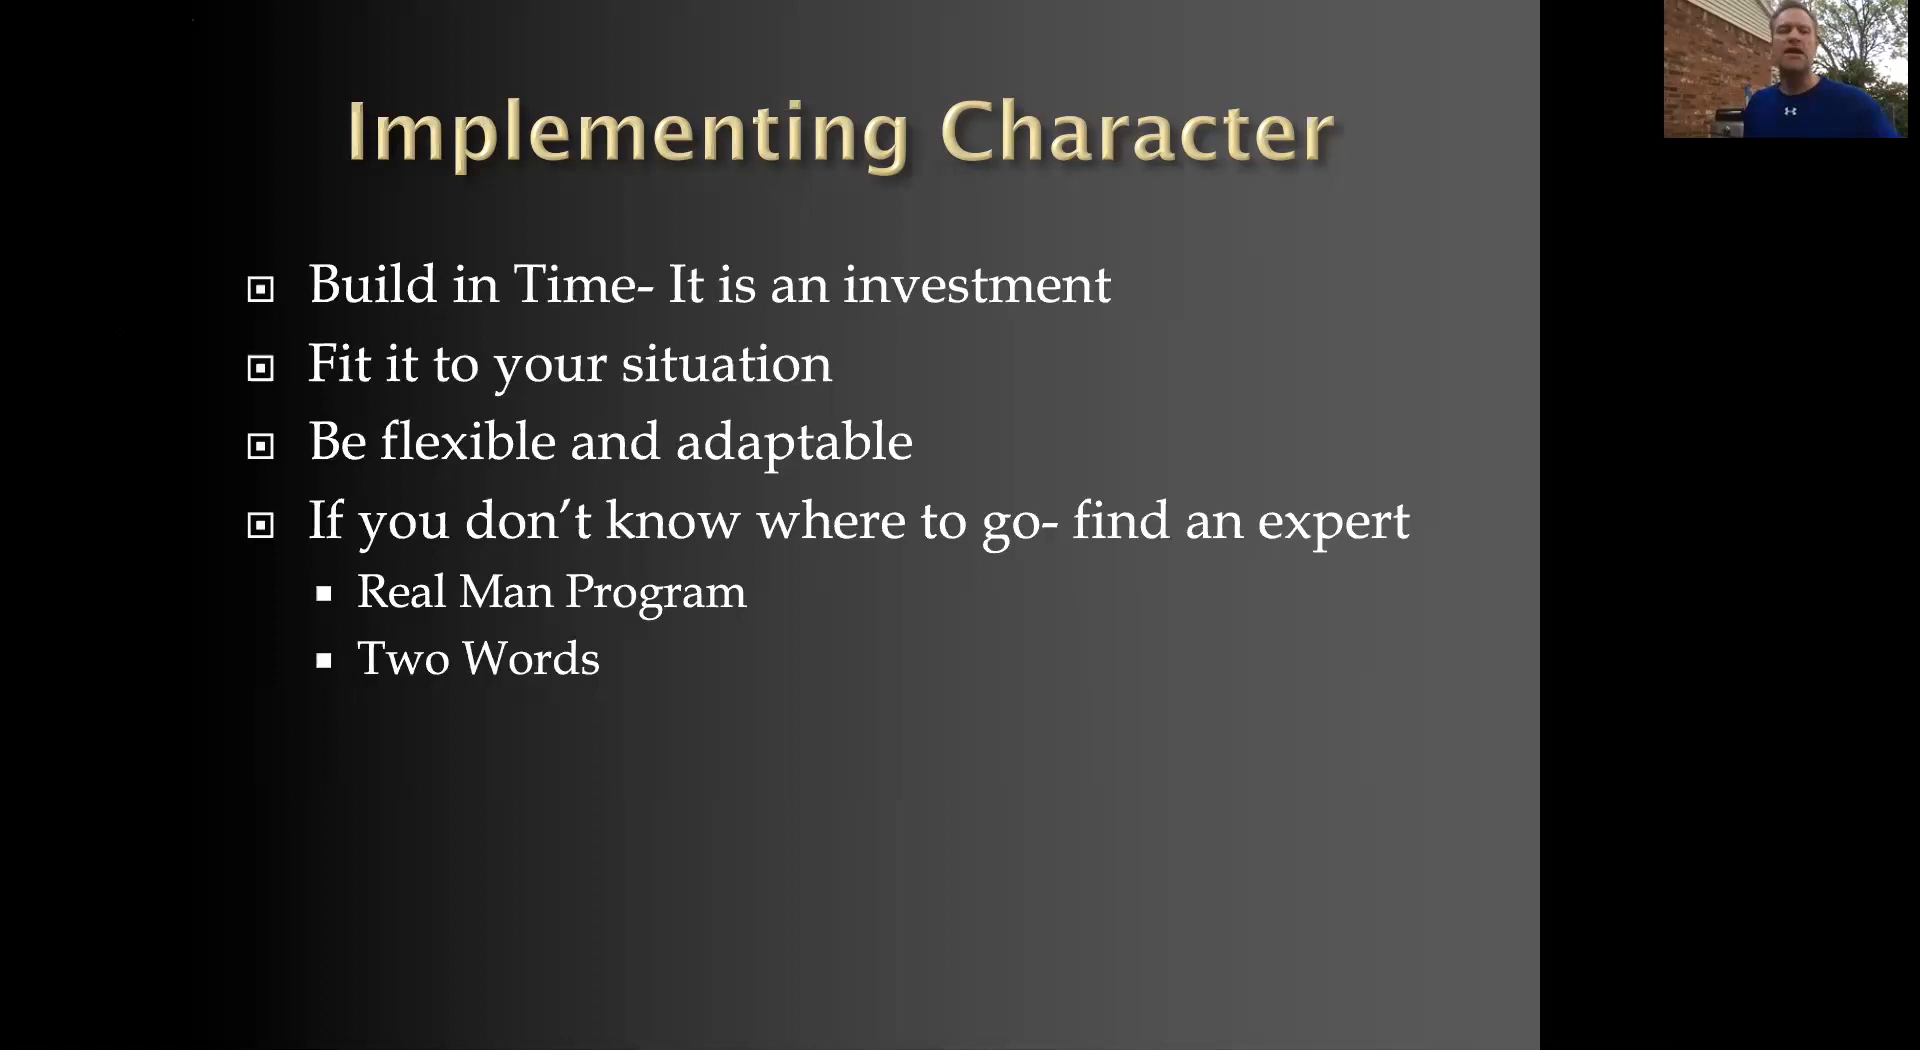 Implementing Character
Build in Time- It is an investment
Fit it to your situation
Be flexible and adaptable
If you don’t know where to go- find an expert
Real Man Program
Two Words